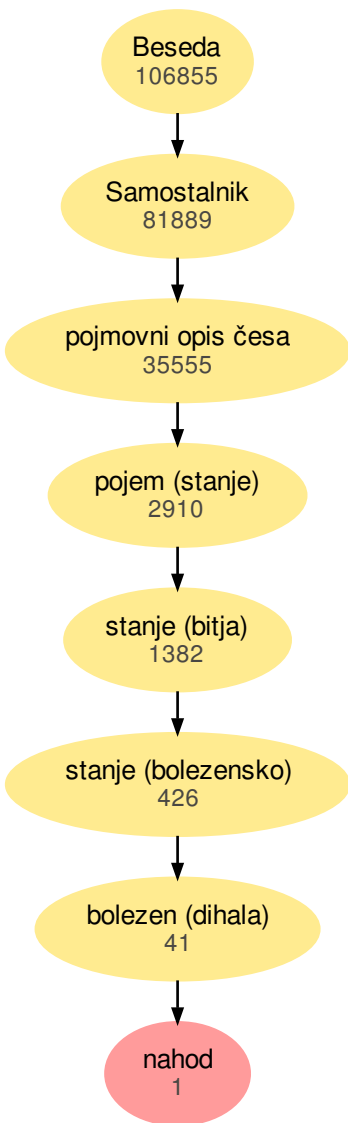 Beseda
106855
Samostalnik
81889
pojmovni opis česa
35555
pojem (stanje)
2910
stanje (bitja)
1382
stanje (bolezensko)
426
bolezen (dihala)
41
nahod
1